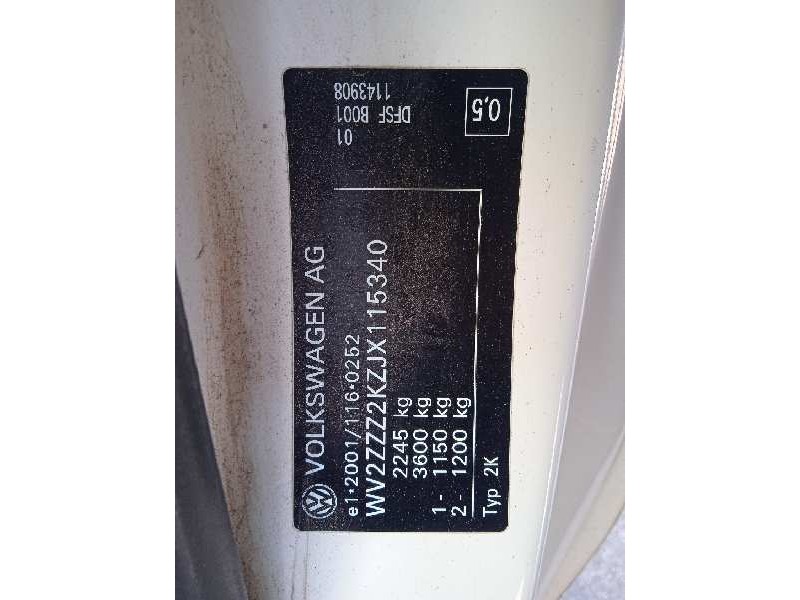 VOLKSWAGEN AG
e1*2001/116*0252
WV2ZZZ2KZJX115340
2245 kg
3600 kg
1- 1150 kg
2- 1200 kg
Typ 2K
01
DFSF B001
1143908
0,5